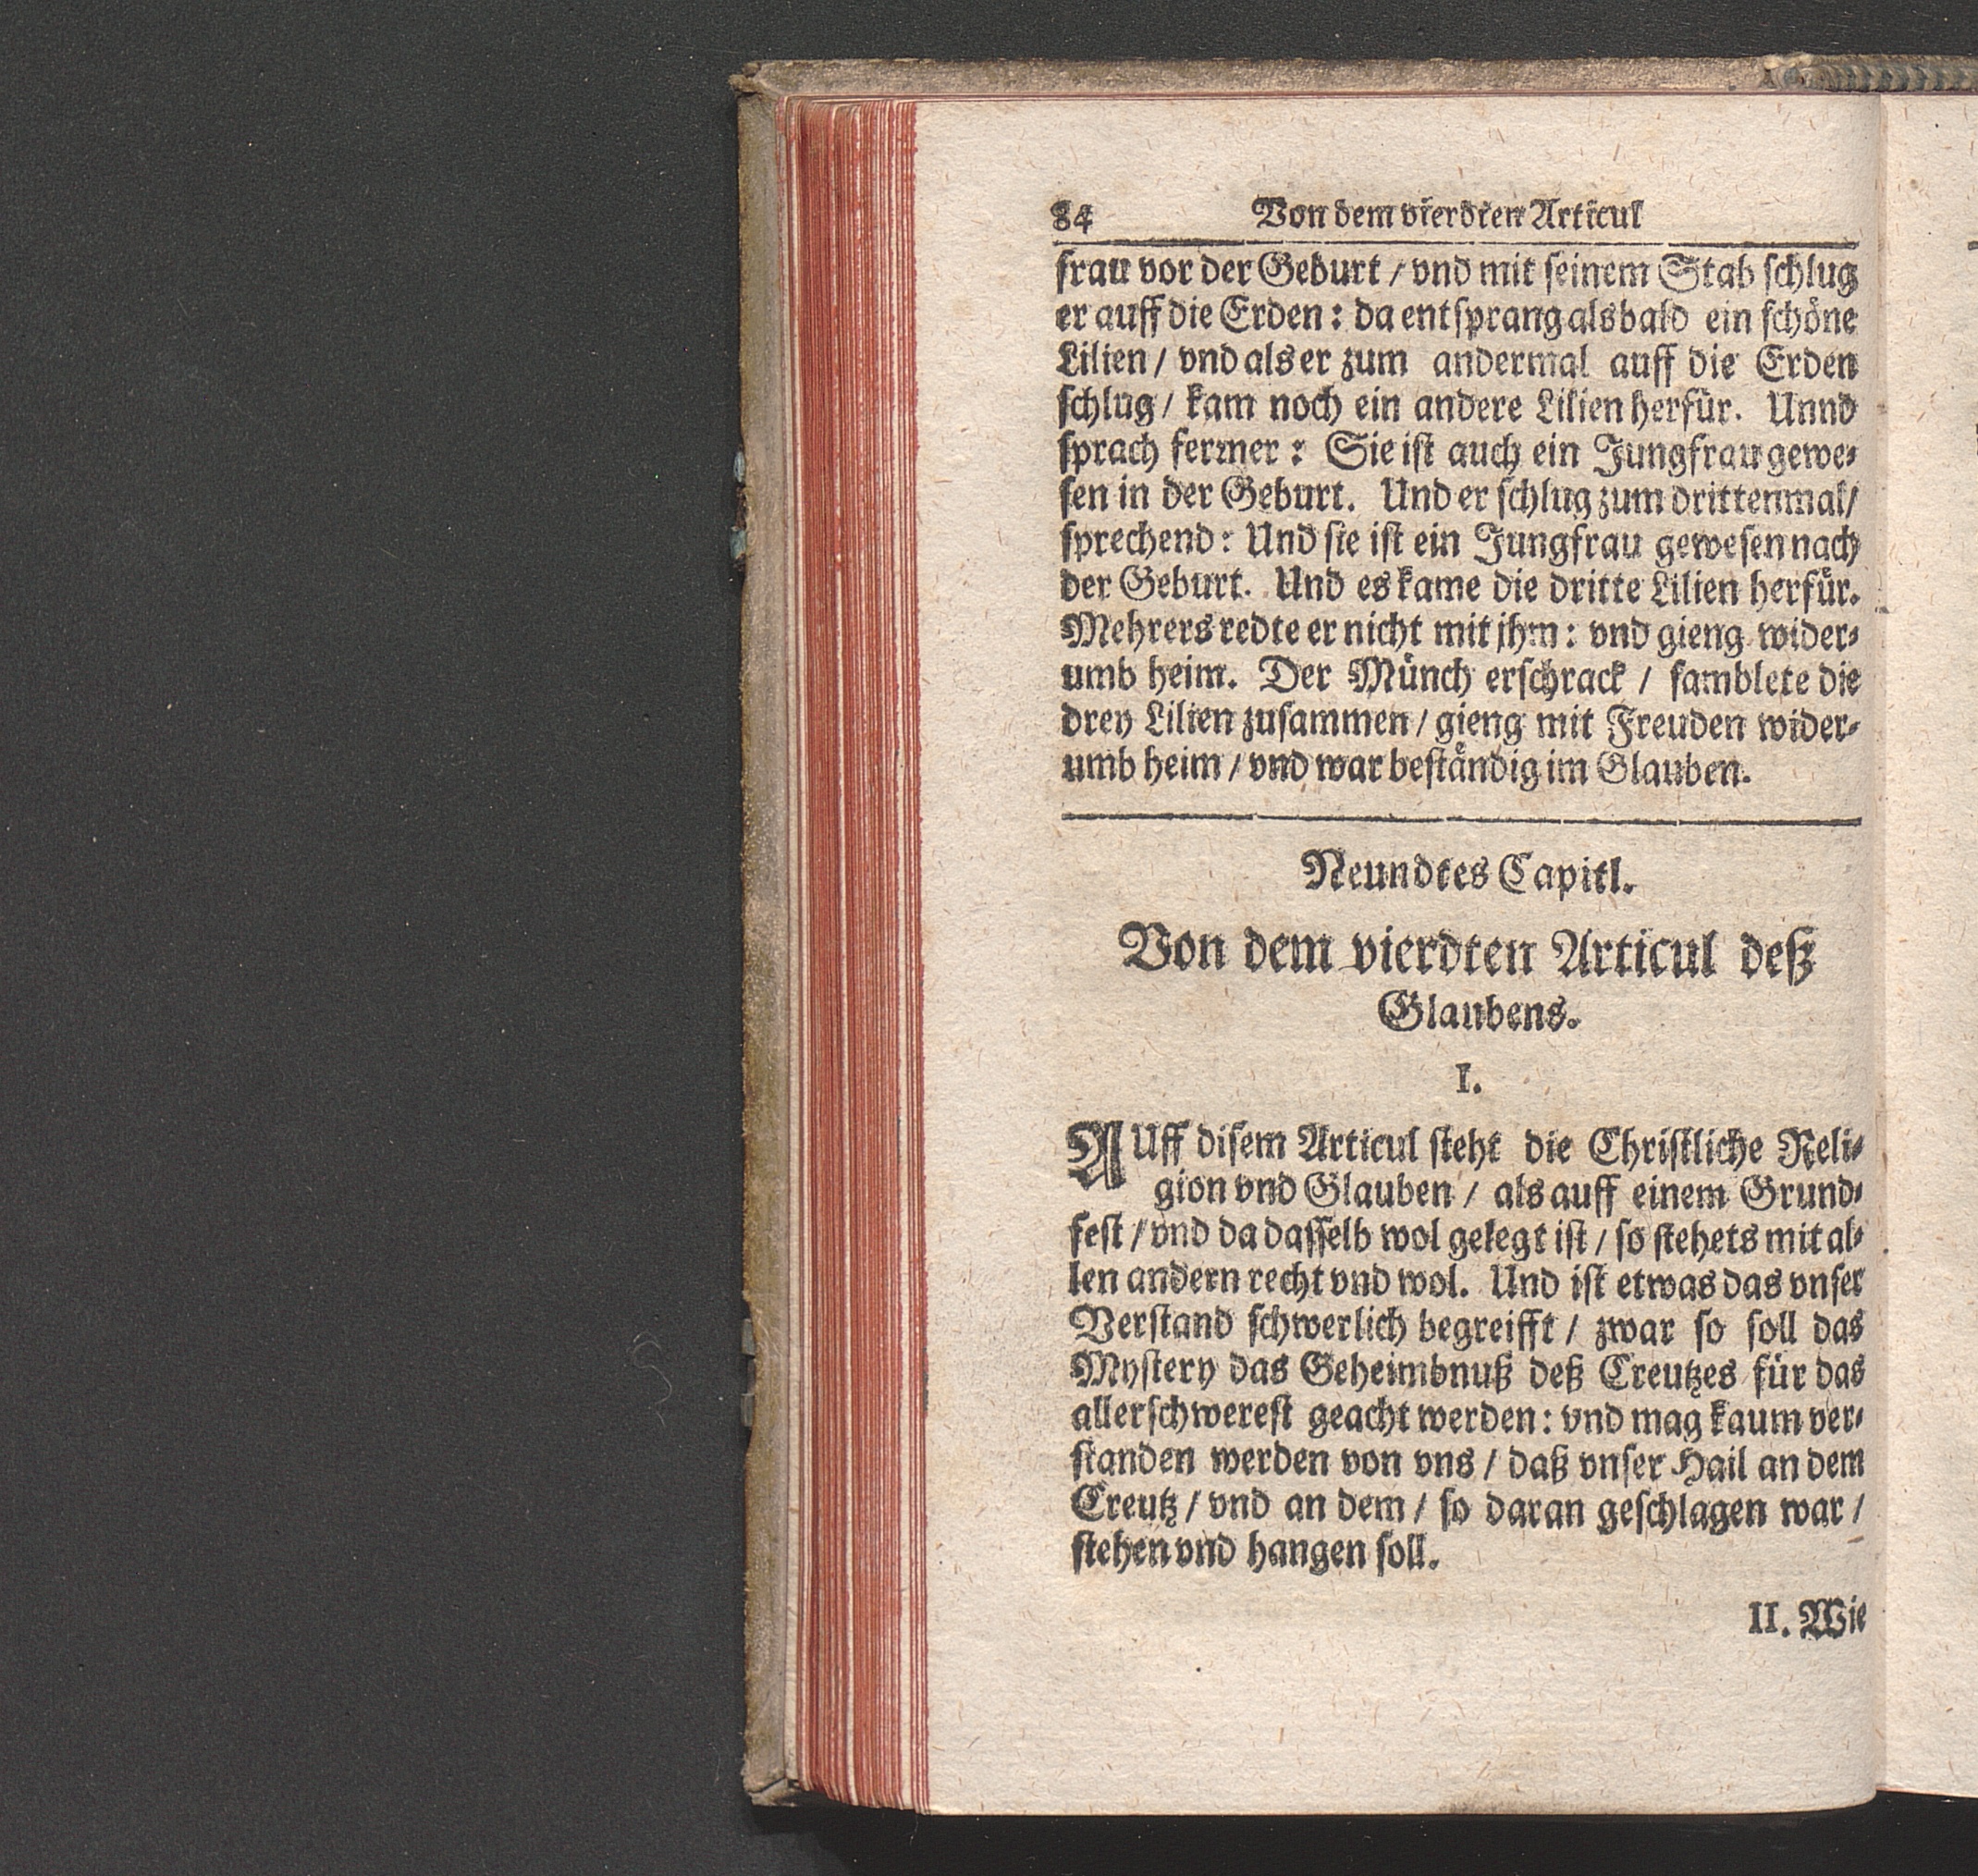 84 Von dem vierdten Articul
frau vor der Geburt / vnd mit seinem Stab schlug
er auff die Erden : da entsprang alsbald ein schöne
Lilien / vnd als er zum andermal auff die Erden
schlug / kam noch ein andere Lilien herfür. Unnd
sprach ferrner : Sie ist auch ein Jungfrau gewe-
sen in der Geburt. Und er schlug zum drittenmal/
sprechend : Und sie ist ein Jungfrau gewesen nach
der Geburt. Und es kame die dritte Lilien herfür.
Mehrers redte er nicht mit jhm : vnd gieng wider-
umb heim. Der Münch erschrack / samblete die
drey Lilien zusammen / gieng mit Freuden wider-
umb heim / vnd war beständig im Glauben.
Neundtes Capitl.
Von dem vierdten Articul deß
Glaubens.
I.
AUff disem Articul steht die Christliche Reli-
gion vnd Glauben / als auff einem Grund-
fest / vnd da dasselb wol gelegt ist / so stehets mit al-
len andern recht vnd wol. Und ist etwas das vnser
Verstand schwerlich begreifft / zwar so soll das
Mystery das Geheimbnuß deß Creutzes für das
allerschwerest geacht werden : vnd mag kaum ver-
standen werden von vns / daß vnser Hail an dem
Creutz / vnd an dem / so daran geschlagen war /
stehen vnd hangen soll.
II. Wie